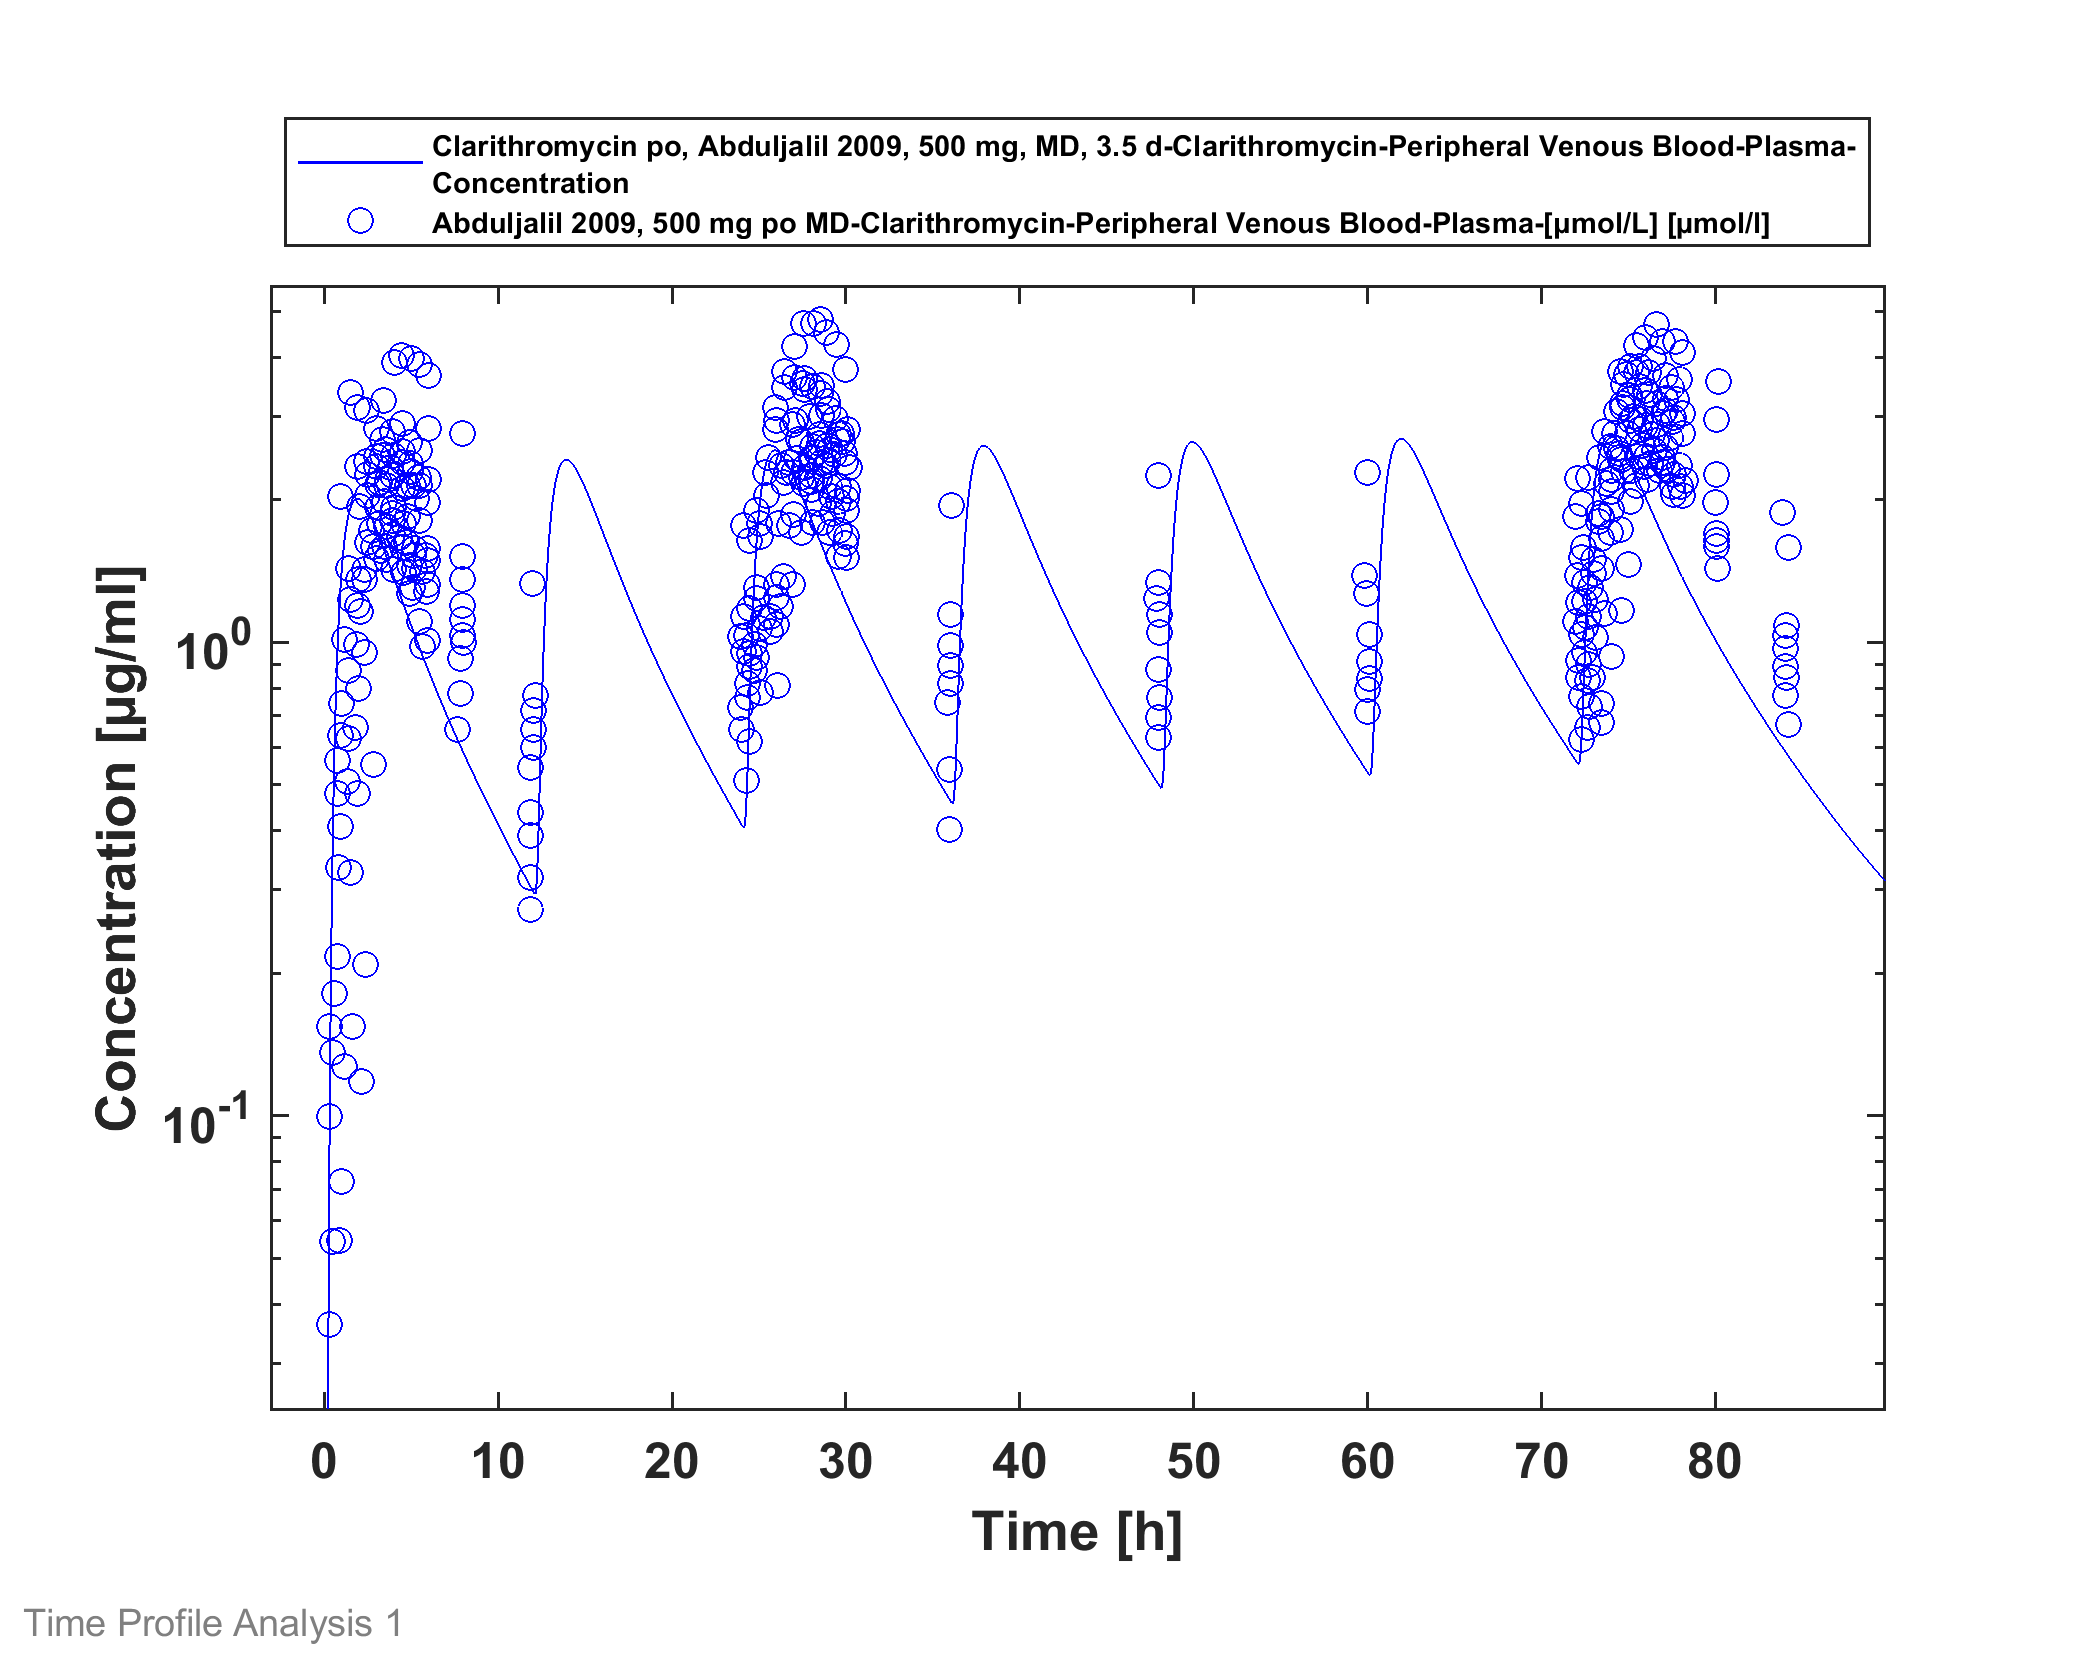 Clarithromycin po, Abduljalil 2009, 500 mg, MD, 3.5 d-Clarithromycin-Peripheral Venous Blood-Plasma-
Concentration
Abduljalil 2009, 500 mg po MD-Clarithromycin-Peripheral Venous Blood-Plasma-[µmol/L] [µmol/l]
Concentration [µg/ml]
10^0
10^-1
0 10 20 30 40 50 60 70 80
Time [h]
Time Profile Analysis 1